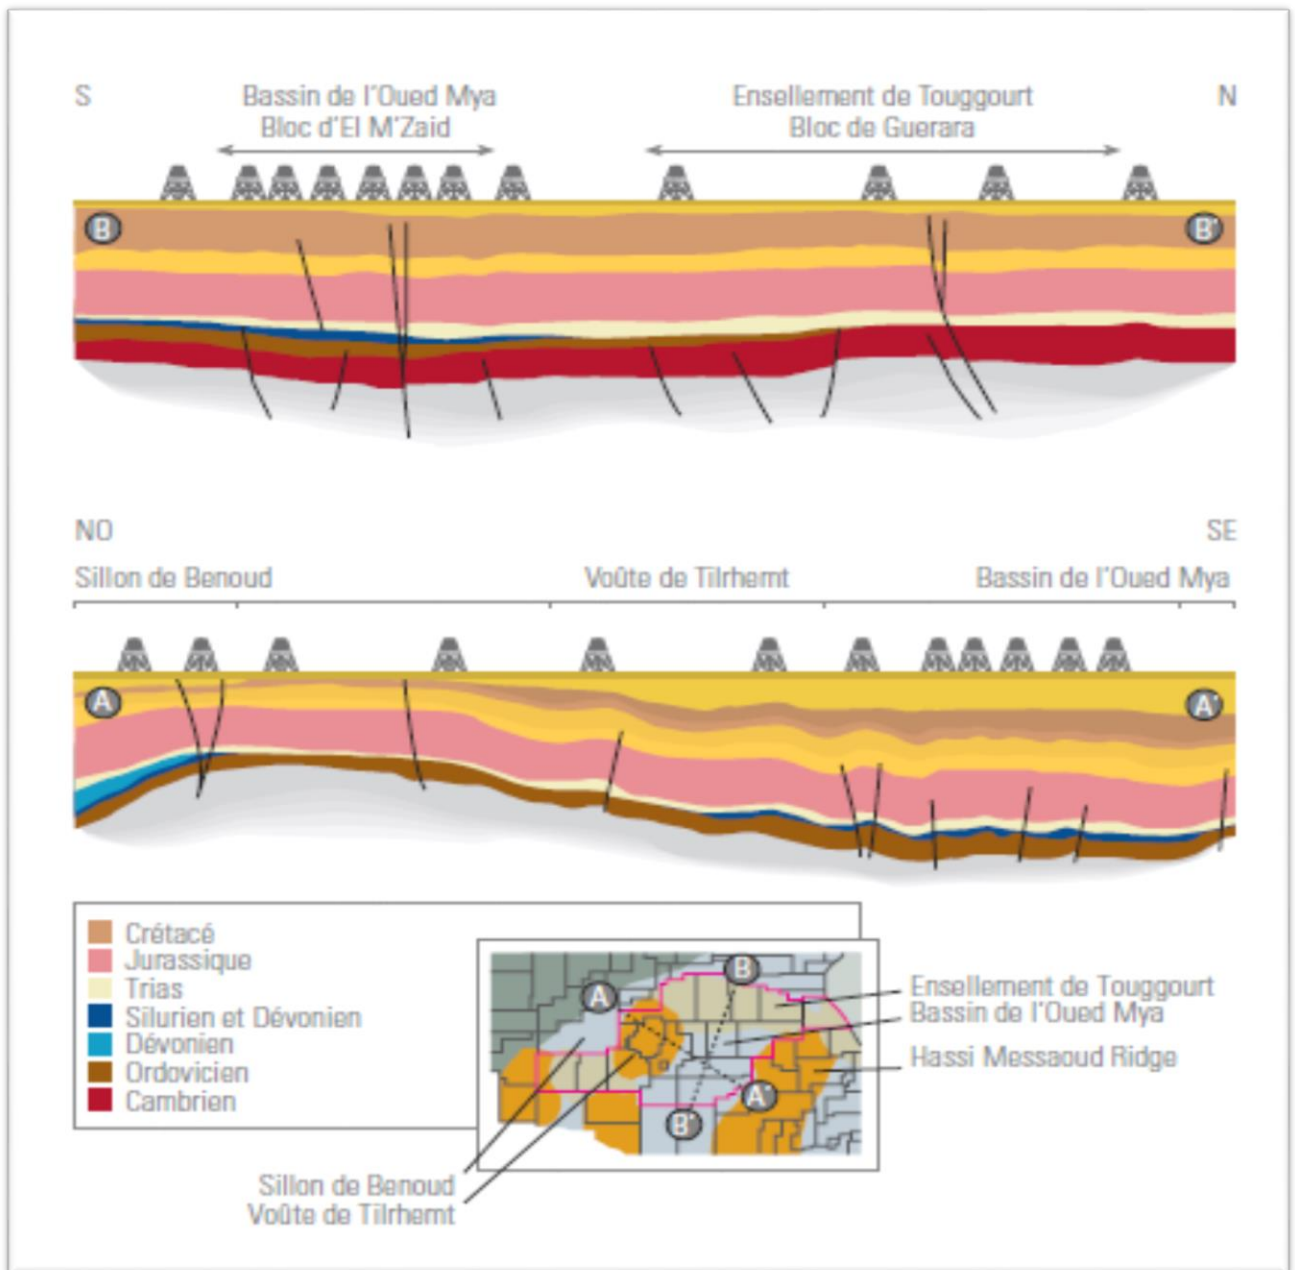 S
Bassin de l'Oued Mya
Bloc d'El M'Zaid
Ensellement de Touggourt
Bloc de Guerara
N
B
B'
NO
SE
Sillon de Benoud
Voûte de Tilrhemt
Bassin de l'Oued Mya
A
A'
Crétacé
Jurassique
Trias
Silurien et Dévonien
Dévonien
Ordovicien
Cambrien
B
A
A'
B'
Ensellement de Touggourt
Bassin de l'Oued Mya
Hassi Messaoud Ridge
Sillon de Benoud
Voûte de Tilrhemt